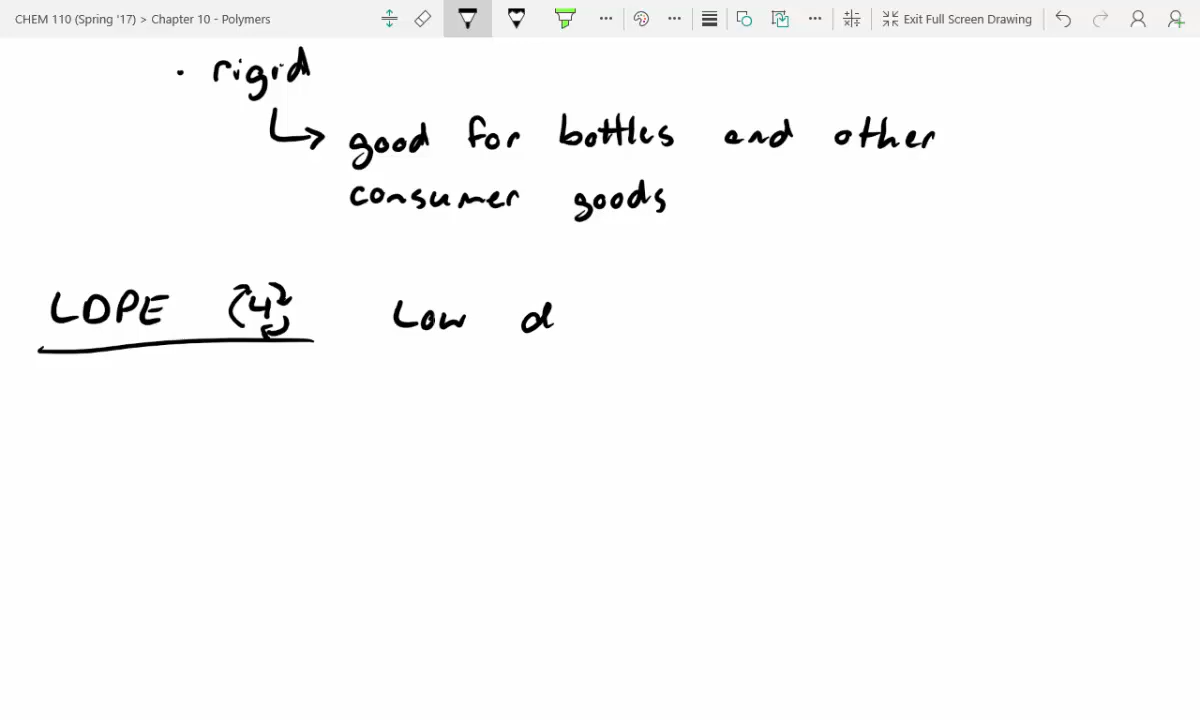 CHEM 110 (Spring '17) > Chapter 10 - Polymers Exit Full Screen Drawing
· rigid
↳ good for bottles and other
consumer goods
LDPE 4 Low d